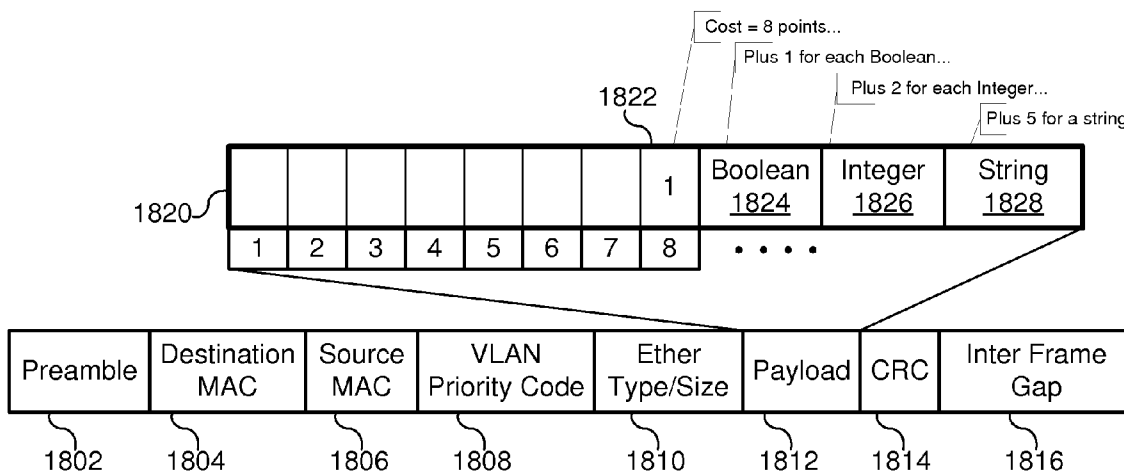 Cost = 8 points...
Plus 1 for each Boolean...
Plus 2 for each Integer...
Plus 5 for a string
1822
1 Boolean Integer String
1824 1826 1828
1820
1 2 3 4 5 6 7 8
Preamble Destination MAC Source MAC VLAN Priority Code Ether Type/Size Payload CRC Inter Frame Gap
1802 1804 1806 1808 1810 1812 1814 1816